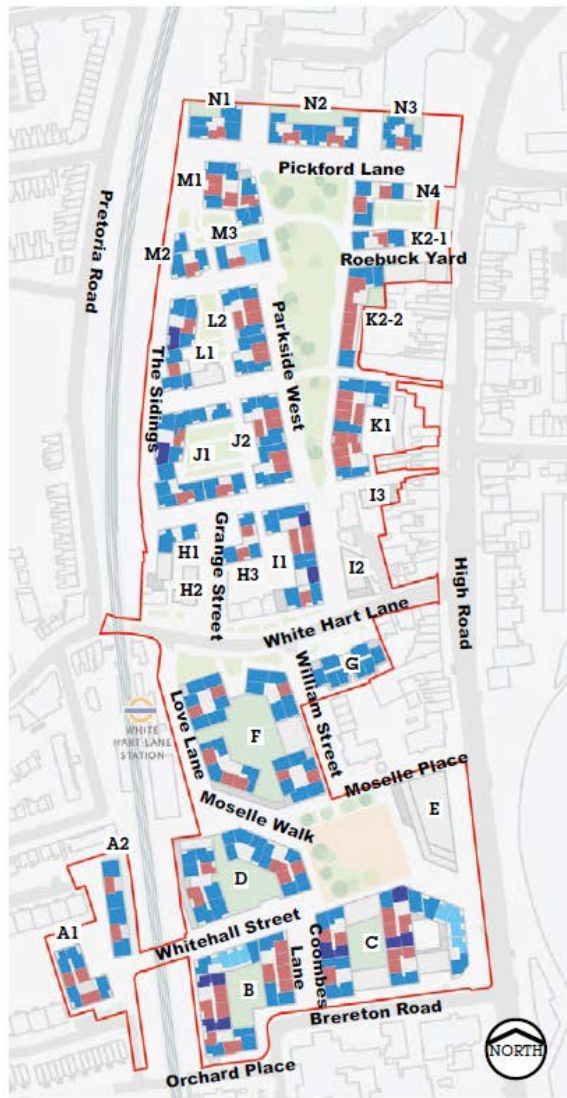 N1
N2
N3
Pickford Lane
M1
N4
Pretoria Road
M3
K2-1
M2
Roebuck Yard
L2
Parkside West
K2-2
L1
The Sidings
K1
J2
J1
I3
Grange Street
H1
H3
I1
I2
High Road
H2
White Hart Lane
G
William Street
Love Lane
F
WHITE
HART LANE
STATION
Moselle Place
Moselle Walk
E
A2
D
Whitehall Street
A1
Coombes
Lane
C
B
Brereton Road
Orchard Place
NORTH